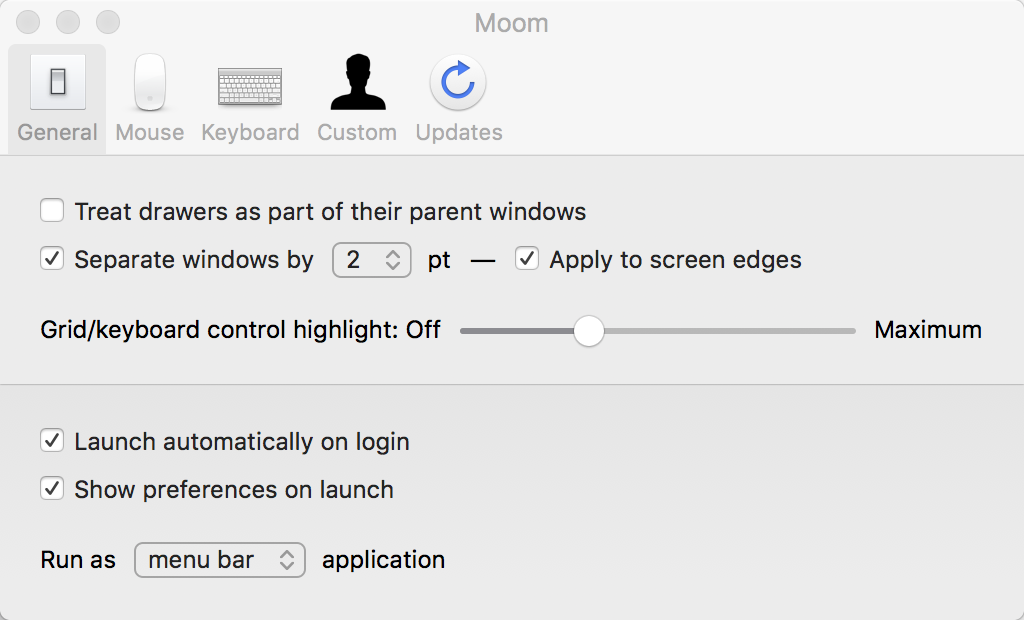 Moom
General Mouse Keyboard Custom Updates
Treat drawers as part of their parent windows
Separate windows by 2 pt — Apply to screen edges
Grid/keyboard control highlight: Off Maximum
Launch automatically on login
Show preferences on launch
Run as menu bar application